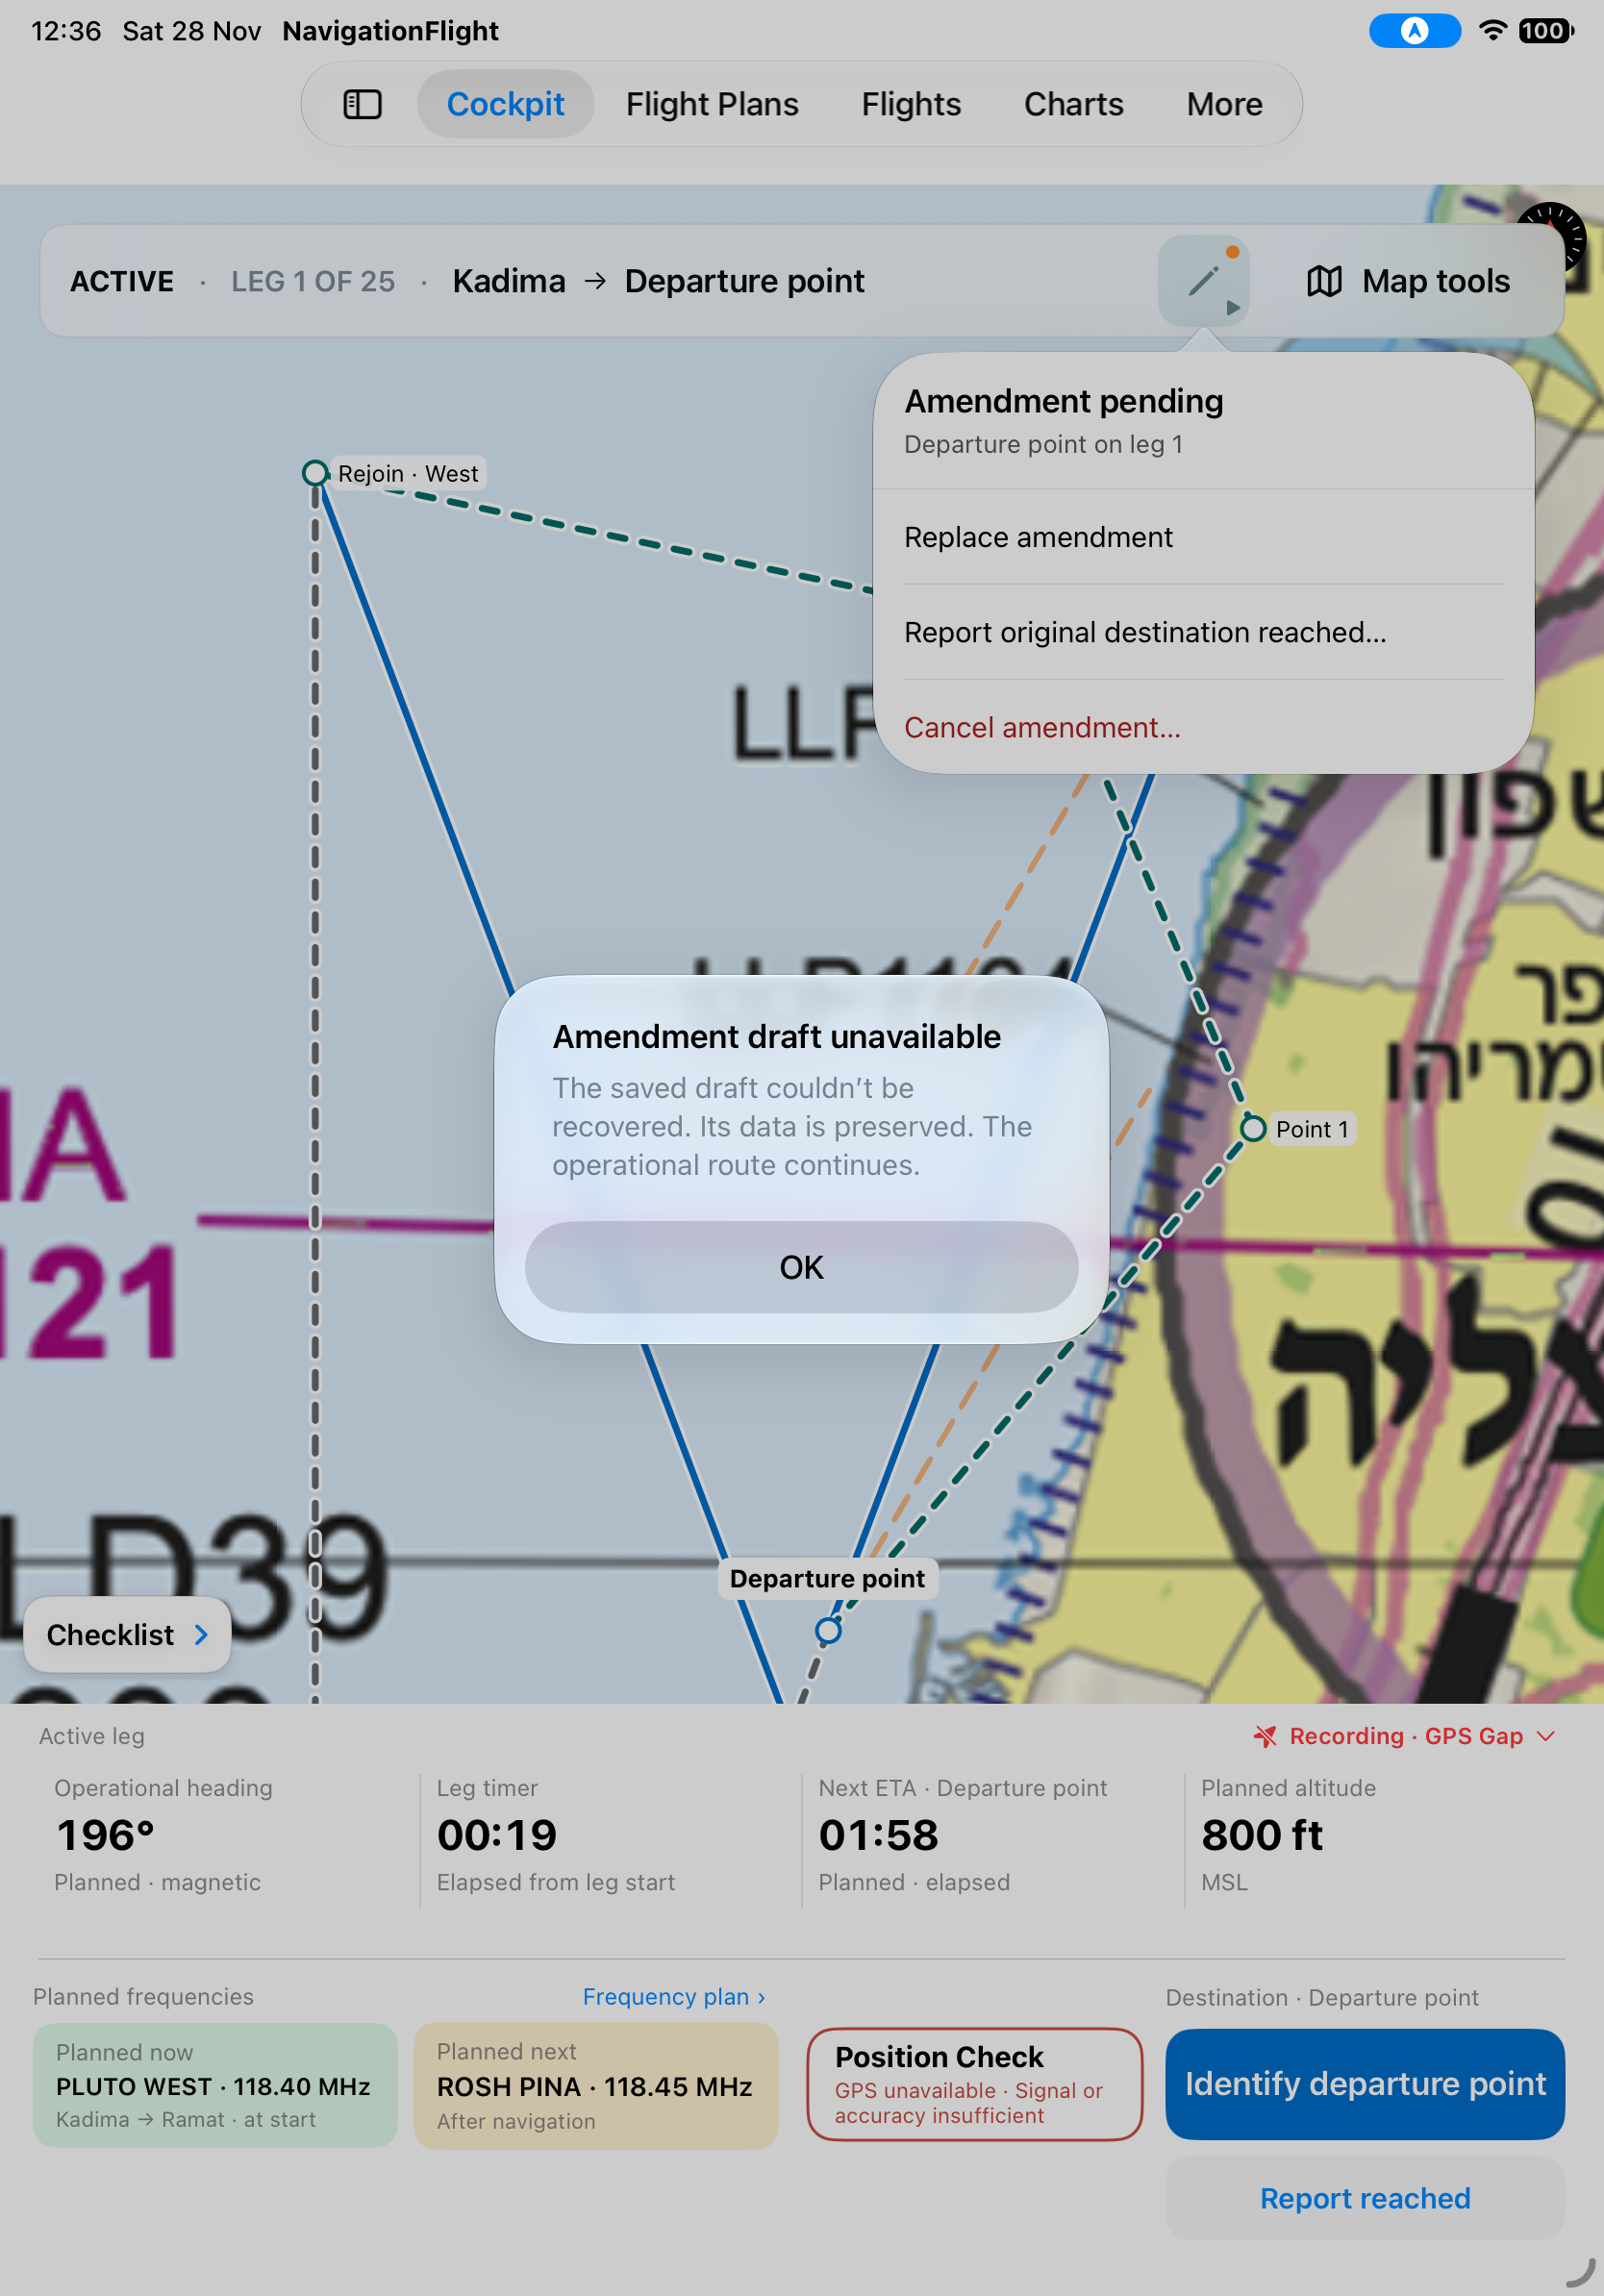 12:36 Sat 28 Nov NavigationFlight
100
Cockpit Flight Plans Flights Charts More
ACTIVE · LEG 1 OF 25 · Kadima → Departure point
Map tools
Amendment pending
Departure point on leg 1
Replace amendment
Report original destination reached...
Cancel amendment...
Rejoin · West
Amendment draft unavailable
The saved draft couldn’t be
recovered. Its data is preserved. The
operational route continues.
OK
Point 1
121
LD39
Departure point
Checklist
Active leg
Recording · GPS Gap
Operational heading
196°
Planned · magnetic
Leg timer
00:19
Elapsed from leg start
Next ETA · Departure point
01:58
Planned · elapsed
Planned altitude
800 ft
MSL
Planned frequencies
Frequency plan ›
Planned now
PLUTO WEST · 118.40 MHz
Kadima → Ramat · at start
Planned next
ROSH PINA · 118.45 MHz
After navigation
Position Check
GPS unavailable · Signal or
accuracy insufficient
Destination · Departure point
Identify departure point
Report reached